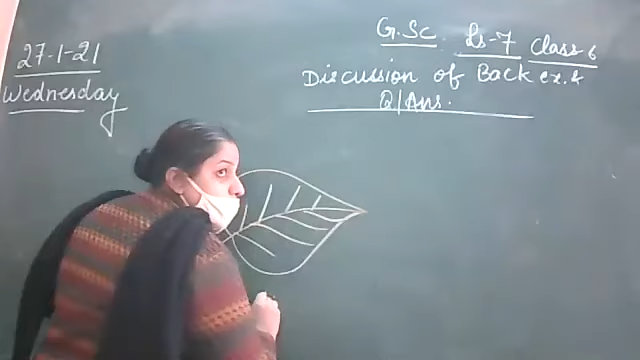 27-1-21
Wednesday
G.Sc. Ls-7 Class 6
Discussion of Back ex. &
Q/Ans.